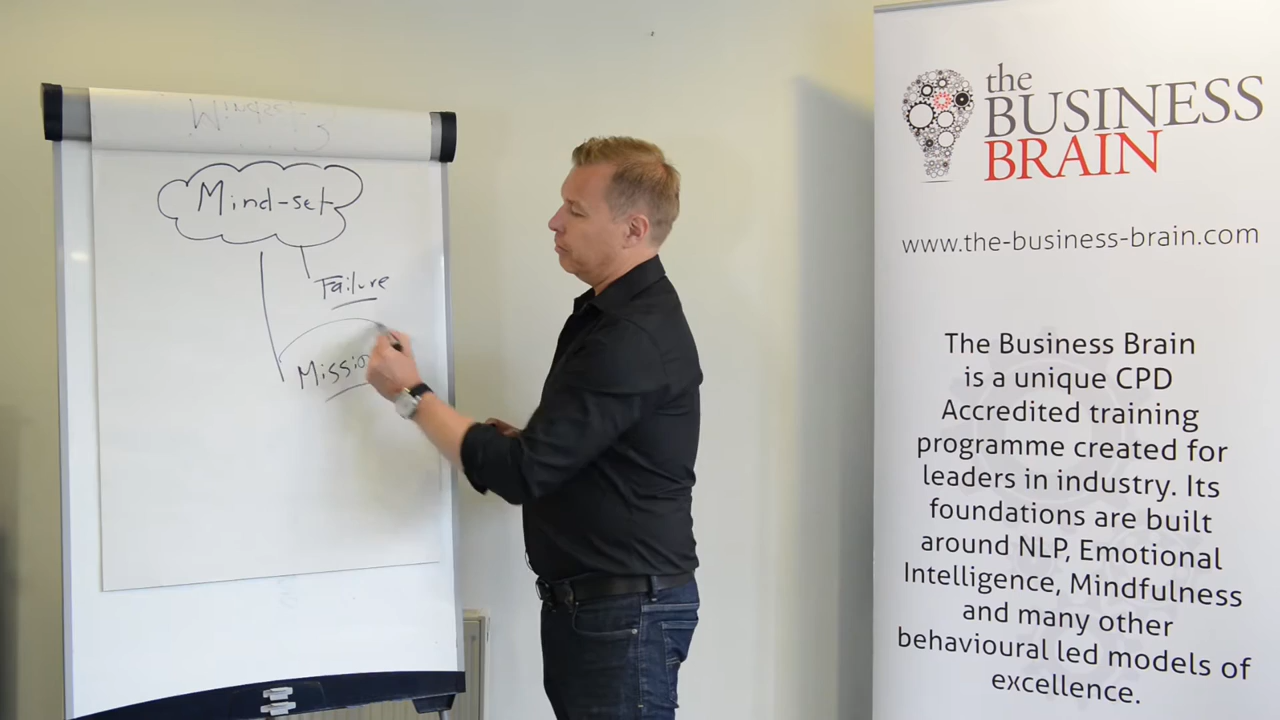 Mind-set
Failure
Missio
the
BUSINESS
BRAIN
www.the-business-brain.com
The Business Brain
is a unique CPD
Accredited training
programme created for
leaders in industry. Its
foundations are built
around NLP, Emotional
Intelligence, Mindfulness
and many other
behavioural led models of
excellence.